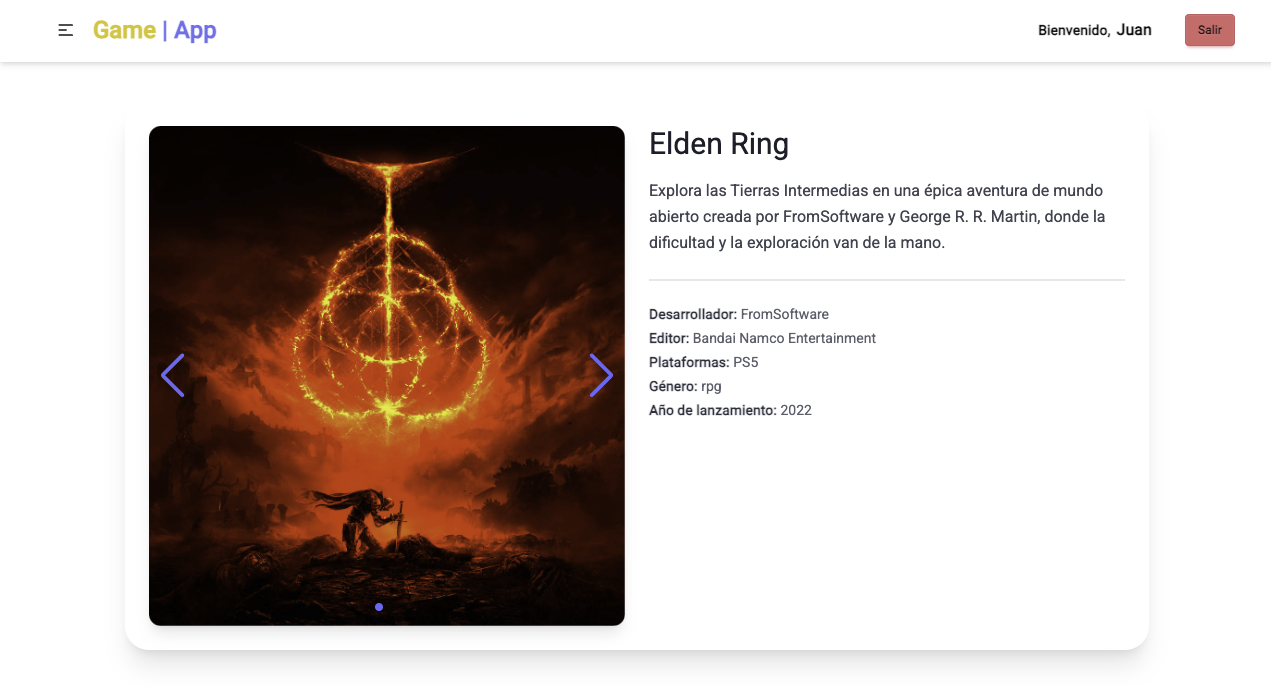 Game | App
Bienvenido, Juan
Salir
Elden Ring
Explora las Tierras Intermedias en una épica aventura de mundo
abierto creada por FromSoftware y George R. R. Martin, donde la
dificultad y la exploración van de la mano.
Desarrollador: FromSoftware
Editor: Bandai Namco Entertainment
Plataformas: PS5
Género: rpg
Año de lanzamiento: 2022